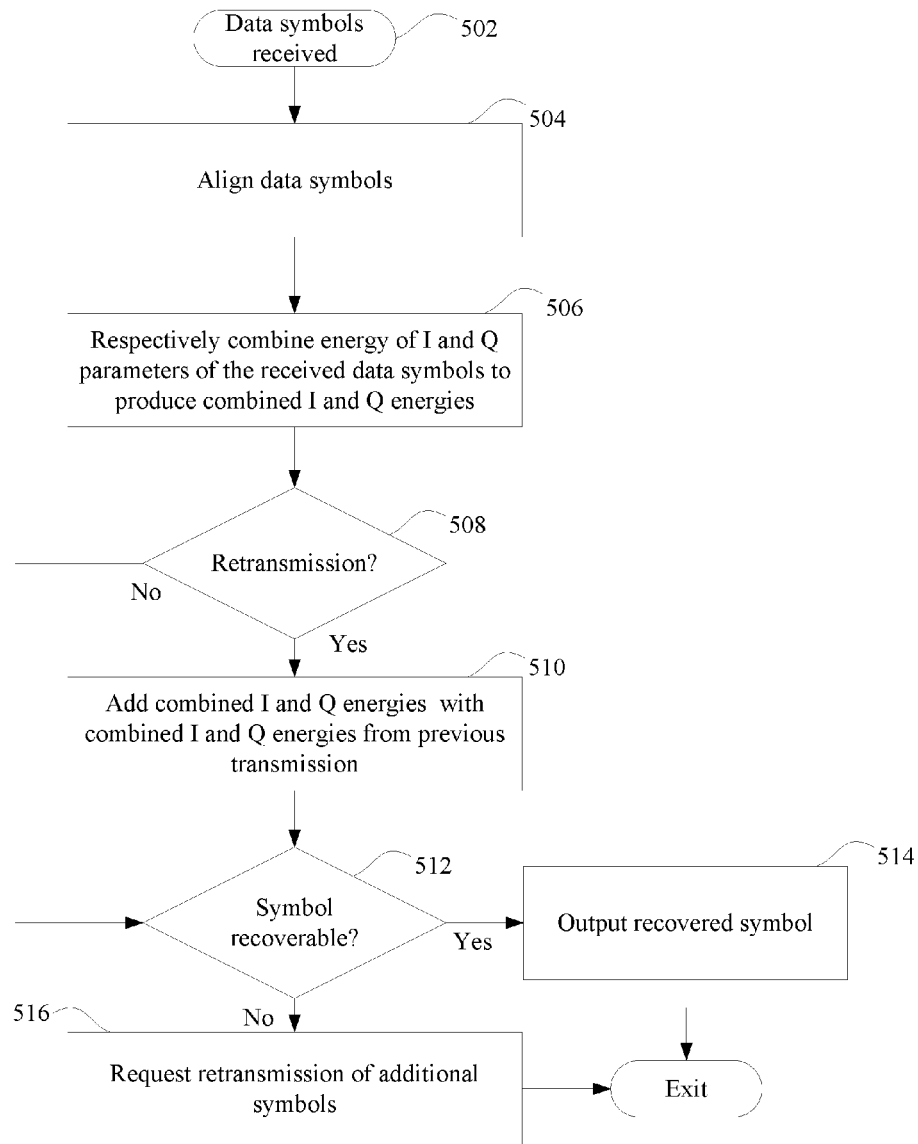 Data symbols
received
502
504
Align data symbols
506
Respectively combine energy of I and Q
parameters of the received data symbols to
produce combined I and Q energies
508
Retransmission?
No
Yes
510
Add combined I and Q energies with
combined I and Q energies from previous
transmission
512
514
Symbol
recoverable?
Yes
Output recovered symbol
516
No
Request retransmission of additional
symbols
Exit